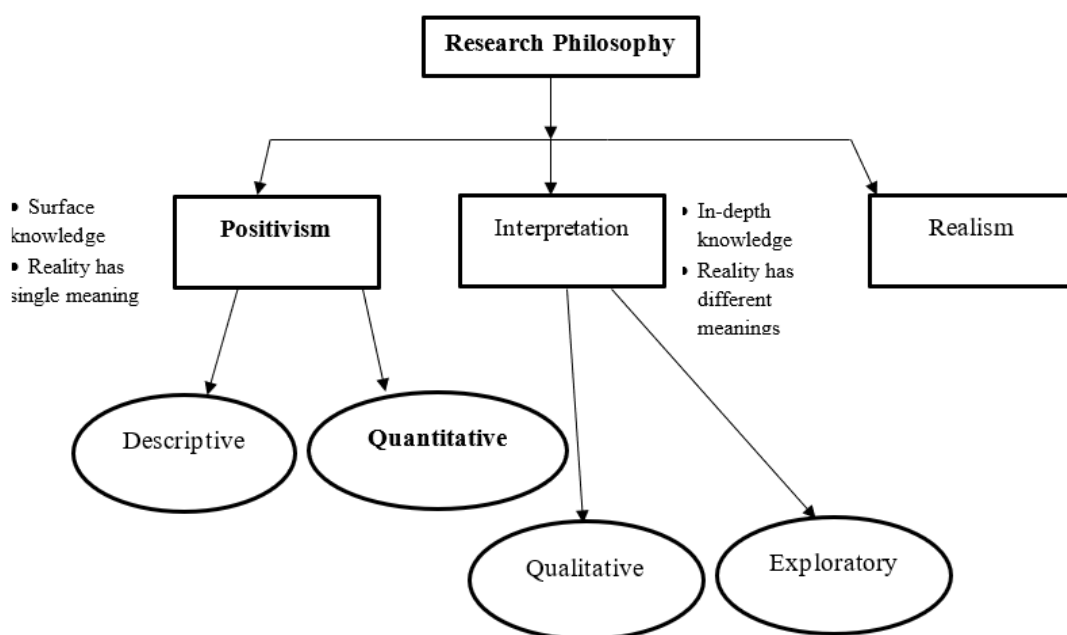 Research Philosophy
• Surface
knowledge
• Reality has
single meaning
Positivism
Interpretation
• In-depth
knowledge
• Reality has
different
meanings
Realism
Descriptive
Quantitative
Qualitative
Exploratory